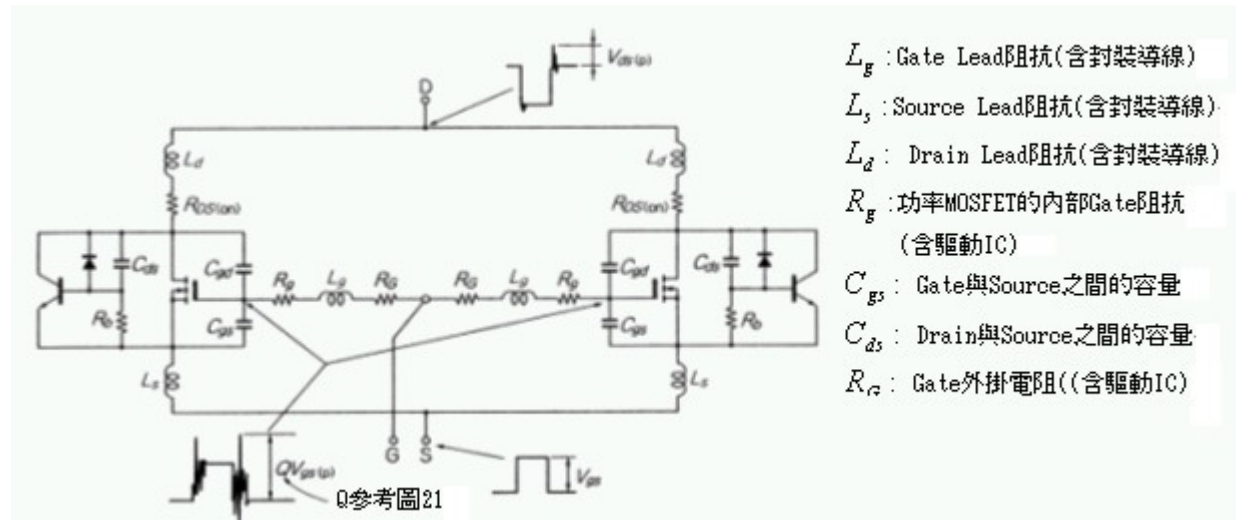 V_ds(p)
D
L_d
L_d
R_DS(on)
R_DS(on)
C_ds
C_gd
R_g
L_g
R_G
R_G
L_g
R_g
C_gd
C_ds
R_b
C_gs
C_gs
R_b
L_s
L_s
G
S
QV_gs(p)
V_gs
Q參考圖21
L_g :Gate Lead阻抗(含封裝導線)
L_s :Source Lead阻抗(含封裝導線)
L_d : Drain Lead阻抗(含封裝導線)
R_g :功率MOSFET的內部Gate阻抗
(含驅動IC)
C_gs : Gate與Source之間的容量
C_ds : Drain與Source之間的容量
R_G : Gate外掛電阻((含驅動IC)